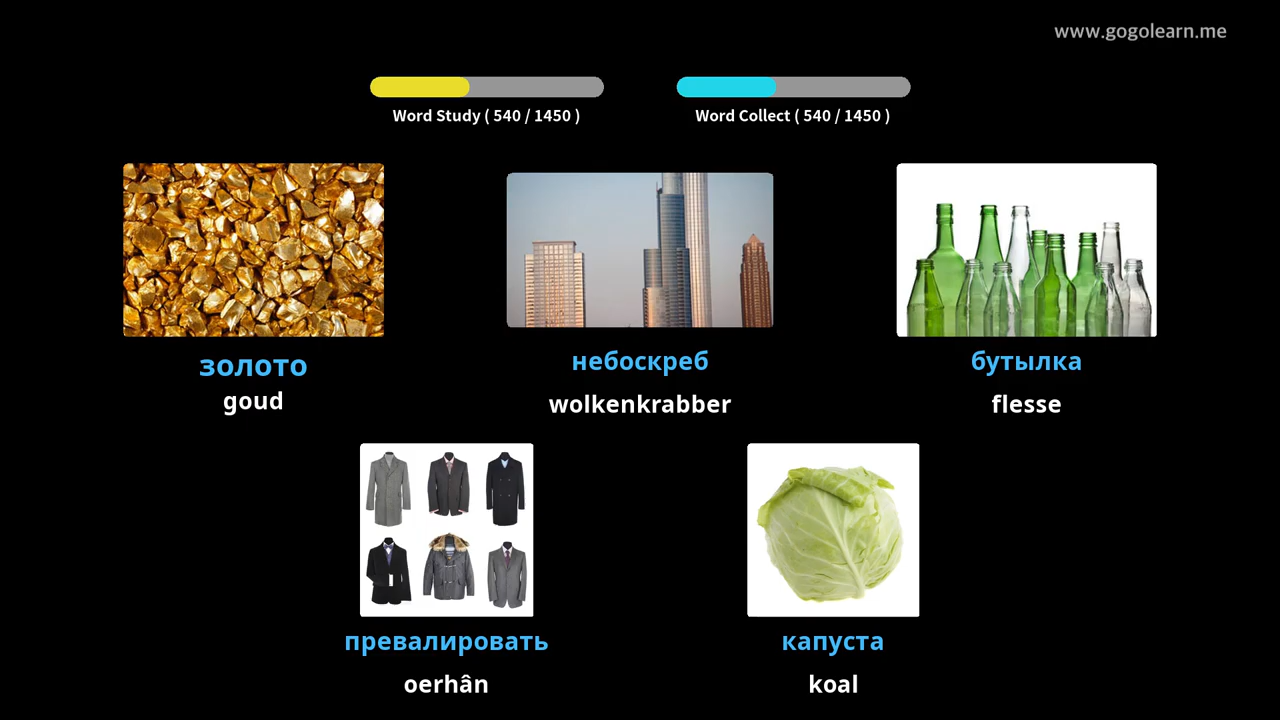 www.gogolearn.me
Word Study ( 540 / 1450 )
Word Collect ( 540 / 1450 )
золото
goud
небоскреб
wolkenkrabber
бутылка
flesse
превалировать
oerhân
капуста
koal